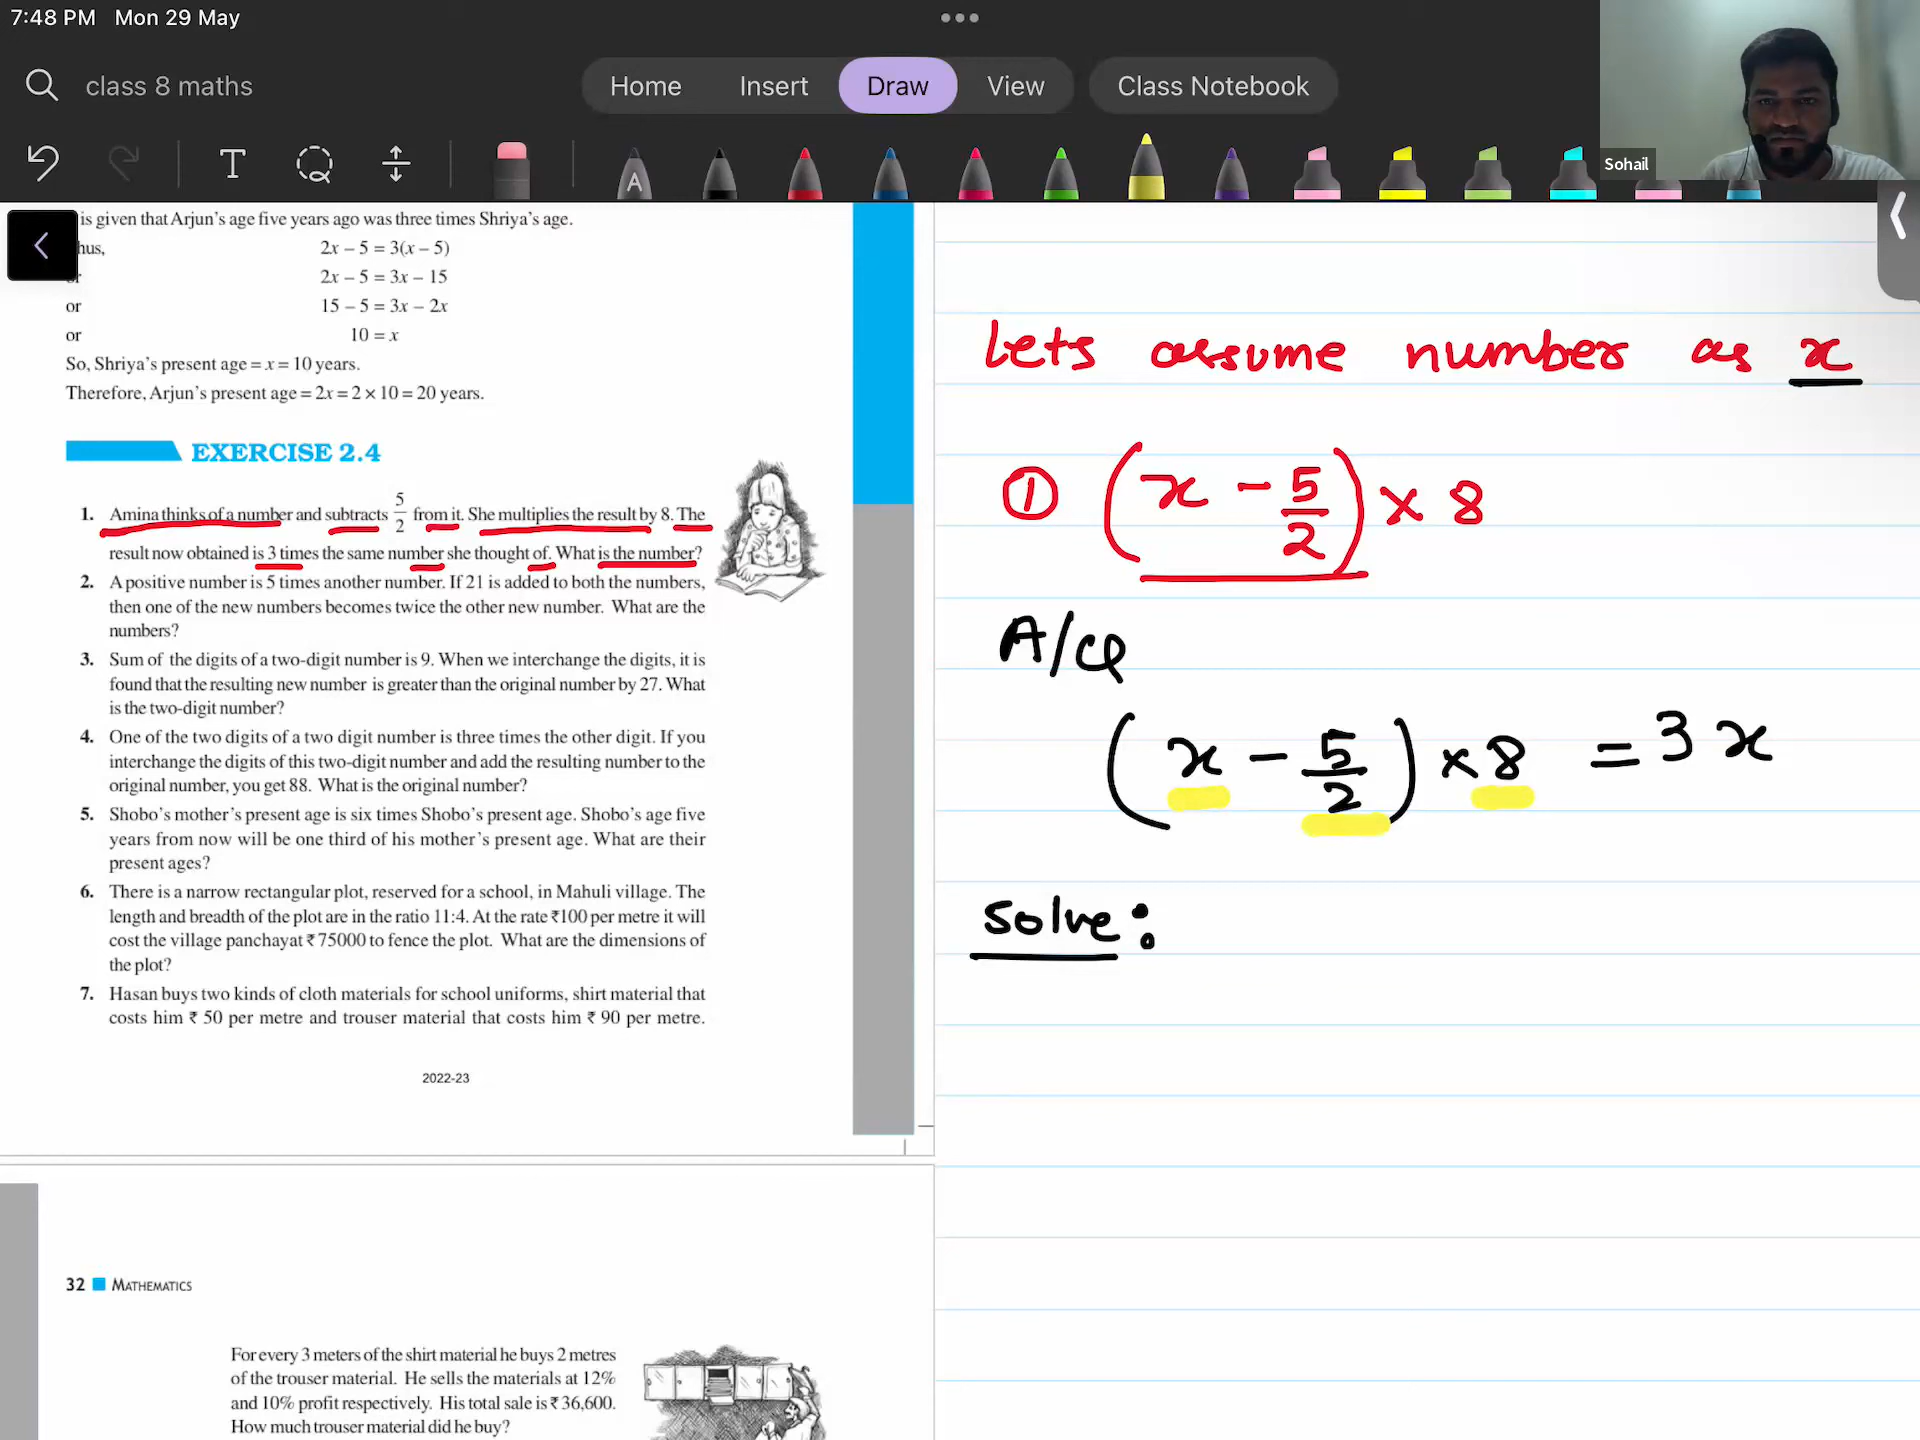 7:48 PM Mon 29 May
class 8 maths
Home Insert Draw View Class Notebook
T
A
Sohail
is given that Arjun's age five years ago was three times Shriya's age.
hus, 2x – 5 = 3(x – 5)
2x – 5 = 3x – 15
or 15 – 5 = 3x – 2x
or 10 = x
So, Shriya's present age = x = 10 years.
Therefore, Arjun's present age = 2x = 2 × 10 = 20 years.
EXERCISE 2.4
1. Amina thinks of a number and subtracts 5/2 from it. She multiplies the result by 8. The
result now obtained is 3 times the same number she thought of. What is the number?
2. A positive number is 5 times another number. If 21 is added to both the numbers,
then one of the new numbers becomes twice the other new number. What are the
numbers?
3. Sum of the digits of a two-digit number is 9. When we interchange the digits, it is
found that the resulting new number is greater than the original number by 27. What
is the two-digit number?
4. One of the two digits of a two digit number is three times the other digit. If you
interchange the digits of this two-digit number and add the resulting number to the
original number, you get 88. What is the original number?
5. Shobo's mother's present age is six times Shobo's present age. Shobo's age five
years from now will be one third of his mother's present age. What are their
present ages?
6. There is a narrow rectangular plot, reserved for a school, in Mahuli village. The
length and breadth of the plot are in the ratio 11:4. At the rate ₹100 per metre it will
cost the village panchayat ₹ 75000 to fence the plot. What are the dimensions of
the plot?
7. Hasan buys two kinds of cloth materials for school uniforms, shirt material that
costs him ₹ 50 per metre and trouser material that costs him ₹ 90 per metre.
2022-23
32 MATHEMATICS
For every 3 meters of the shirt material he buys 2 metres
of the trouser material. He sells the materials at 12%
and 10% profit respectively. His total sale is ₹ 36,600.
How much trouser material did he buy?
Lets assume number as x
① (x – 5/2) × 8
A/cq
(x – 5/2) × 8 = 3x
Solve: